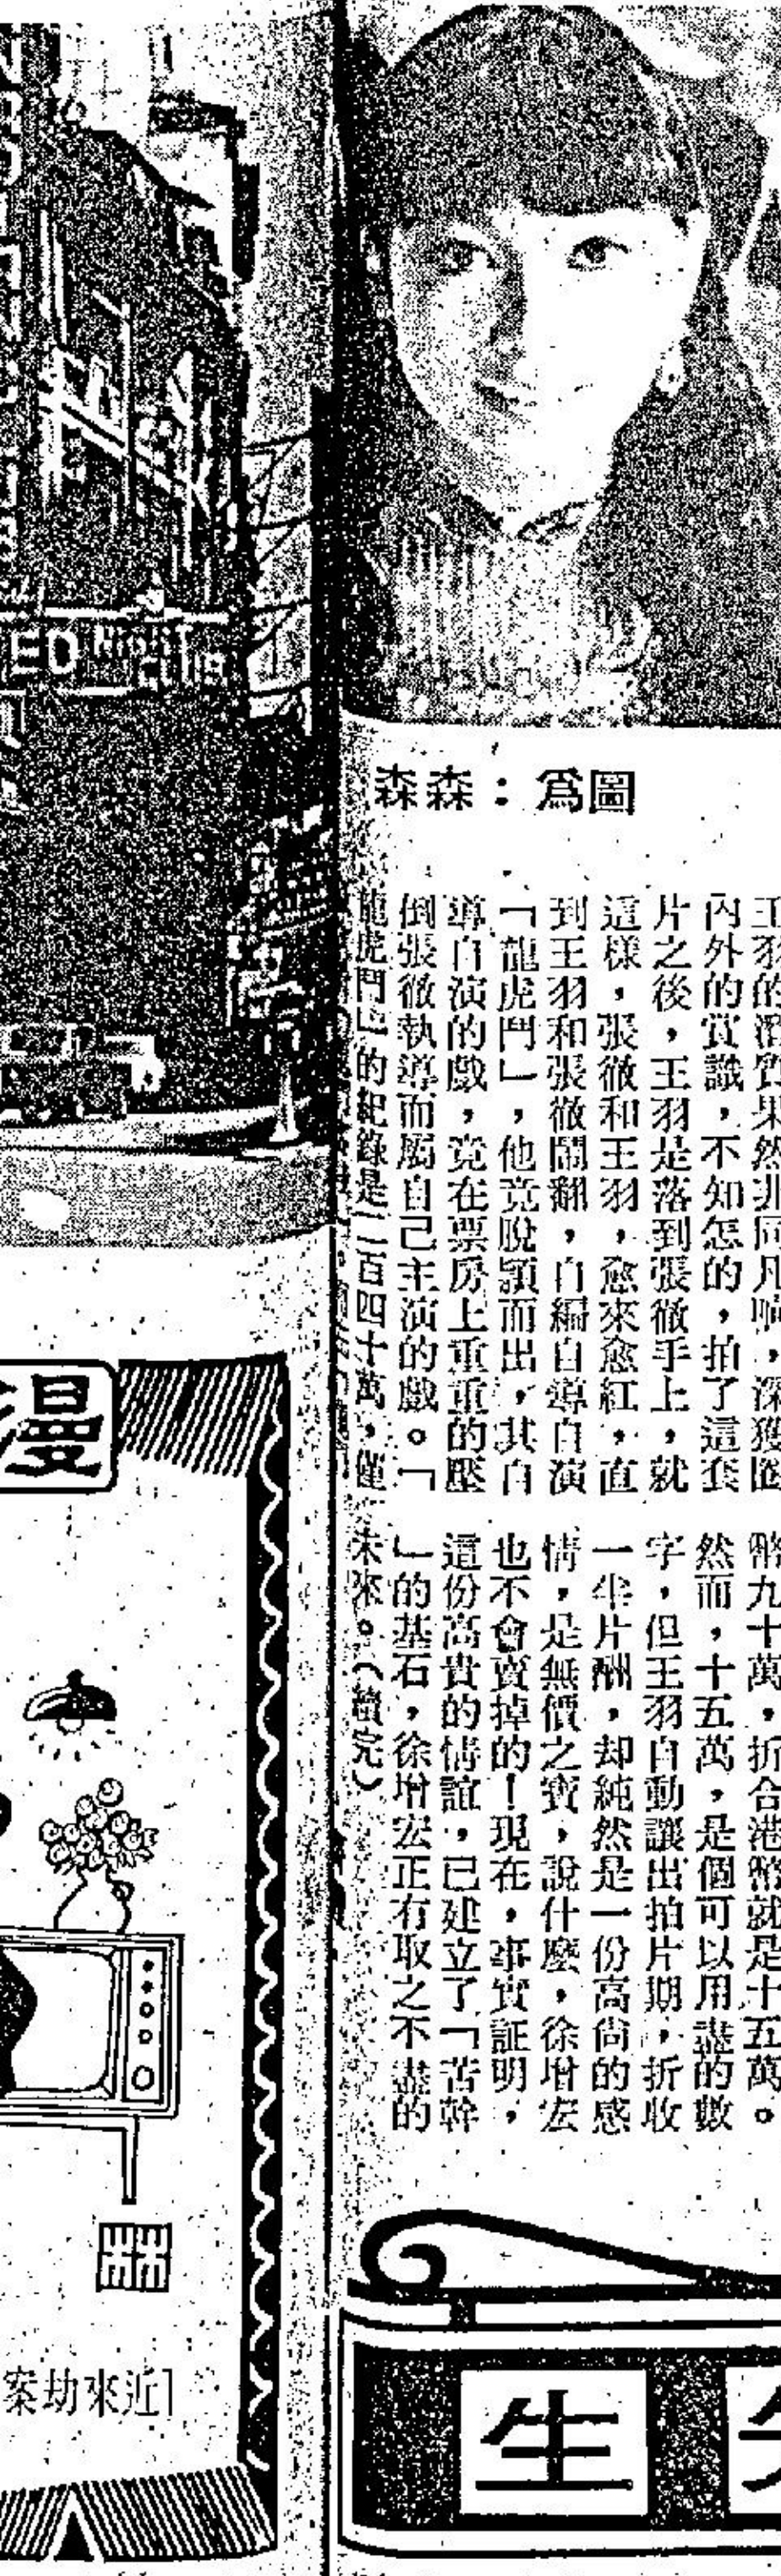 圖爲：森森
王羽的潛質果然非同凡响，深獲圈
內外的賞識，不知怎的，拍了這套
片之後，王羽是落到張徹手上，就
這樣，張徹和王羽，愈來愈紅，直
到王羽和張徹鬧翻，自編自導自演
「龍虎鬥」，他竟脫頴而出，其自
導自演的戲，竟在票房上重重的壓
倒張徹執導而屬自己主演的戲。「
龍虎鬥」的紀錄是二百四十萬，僅
幣九十萬，折合港幣就是十五萬。
然而，十五萬，是個可以用盡的數
字，但王羽自動讓出拍片期，折收
一半片酬，却純然是一份高尚的感
情，是無價之寶，說什麼，徐增宏
也不會賣掉的！現在，事實証明，
這份高貴的情誼，已建立了「苦幹
」的基石，徐增宏正有取之不盡的
未來。（續完）
漫
[近來劫案
生
ED NIGHT
CLUB